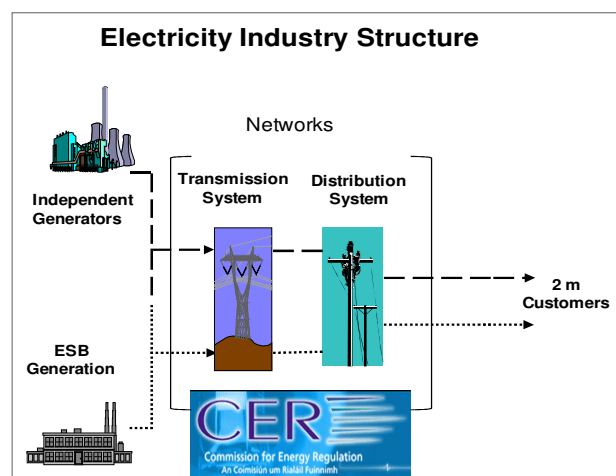 Electricity Industry Structure
Networks
Transmission
System
Distribution
System
Independent
Generators
2 m
Customers
ESB
Generation
CER
Commission for Energy Regulation
An Coimisiún um Rialáil Fuinnimh